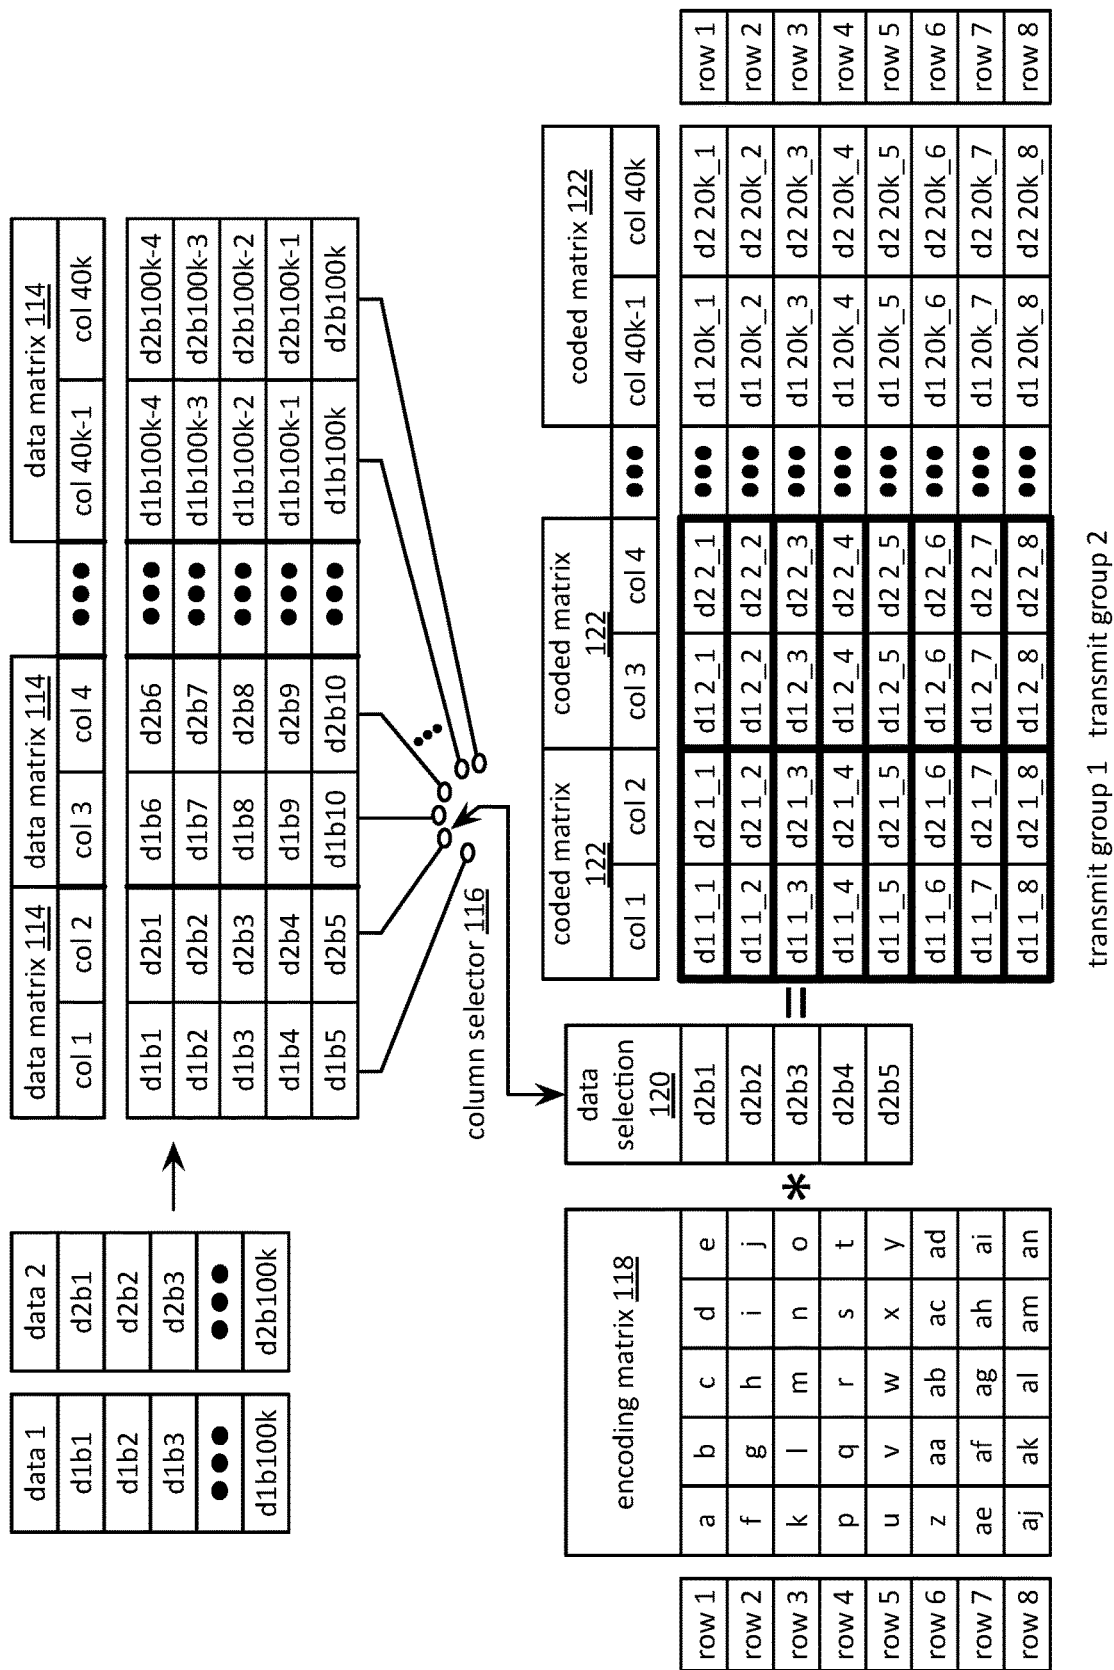 data 1
d1b1
d1b2
d1b3
●●●
d1b100k
data 2
d2b1
d2b2
d2b3
●●●
d2b100k
data matrix 114 data matrix 114 data matrix 114
col 1 col 2 col 3 col 4 ●●● col 40k-1 col 40k
d1b1 d2b1 d1b6 d2b6 ●●● d1b100k-4 d2b100k-4
d1b2 d2b2 d1b7 d2b7 ●●● d1b100k-3 d2b100k-3
d1b3 d2b3 d1b8 d2b8 ●●● d1b100k-2 d2b100k-2
d1b4 d2b4 d1b9 d2b9 ●●● d1b100k-1 d2b100k-1
d1b5 d2b5 d1b10 d2b10 ●●● d1b100k d2b100k
●●●
column selector 116
encoding matrix 118
row 1 a b c d e
row 2 f g h i j
row 3 k l m n o
row 4 p q r s t
row 5 u v w x y
row 6 z aa ab ac ad
row 7 ae af ag ah ai
row 8 aj ak al am an
*
data
selection
120
d2b1
d2b2
d2b3
d2b4
d2b5
=
coded matrix
122
coded matrix
122
coded matrix 122
col 1 col 2 col 3 col 4 ●●● col 40k-1 col 40k
d1 1_1 d2 1_1 d1 2_1 d2 2_1 ●●● d1 20k_1 d2 20k_1 row 1
d1 1_2 d2 1_2 d1 2_2 d2 2_2 ●●● d1 20k_2 d2 20k_2 row 2
d1 1_3 d2 1_3 d1 2_3 d2 2_3 ●●● d1 20k_3 d2 20k_3 row 3
d1 1_4 d2 1_4 d1 2_4 d2 2_4 ●●● d1 20k_4 d2 20k_4 row 4
d1 1_5 d2 1_5 d1 2_5 d2 2_5 ●●● d1 20k_5 d2 20k_5 row 5
d1 1_6 d2 1_6 d1 2_6 d2 2_6 ●●● d1 20k_6 d2 20k_6 row 6
d1 1_7 d2 1_7 d1 2_7 d2 2_7 ●●● d1 20k_7 d2 20k_7 row 7
d1 1_8 d2 1_8 d1 2_8 d2 2_8 ●●● d1 20k_8 d2 20k_8 row 8
transmit group 1 transmit group 2